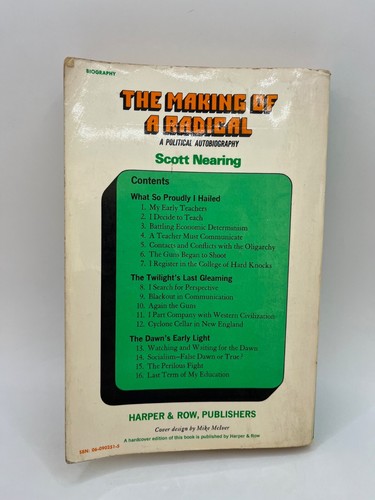 BIOGRAPHY
THE MAKING OF
A RADICAL
A POLITICAL AUTOBIOGRAPHY
Scott Nearing
Contents
What So Proudly I Hailed
1. My Early Teachers
2. I Decide to Teach
3. Battling Economic Determinism
4. A Teacher Must Communicate
5. Contacts and Conflicts with the Oligarchy
6. The Guns Began to Shoot
7. I Register in the College of Hard Knocks
The Twilight's Last Gleaming
8. I Search for Perspective
9. Blackout in Communication
10. Again the Guns
11. I Part Company with Western Civilization
12. Cyclone Cellar in New England
The Dawn's Early Light
13. Watching and Waiting for the Dawn
14. Socialism—False Dawn or True?
15. The Perilous Fight
16. Last Term of My Education
HARPER & ROW, PUBLISHERS
Cover design by Mike McIver
A hardcover edition of this book is published by Harper & Row